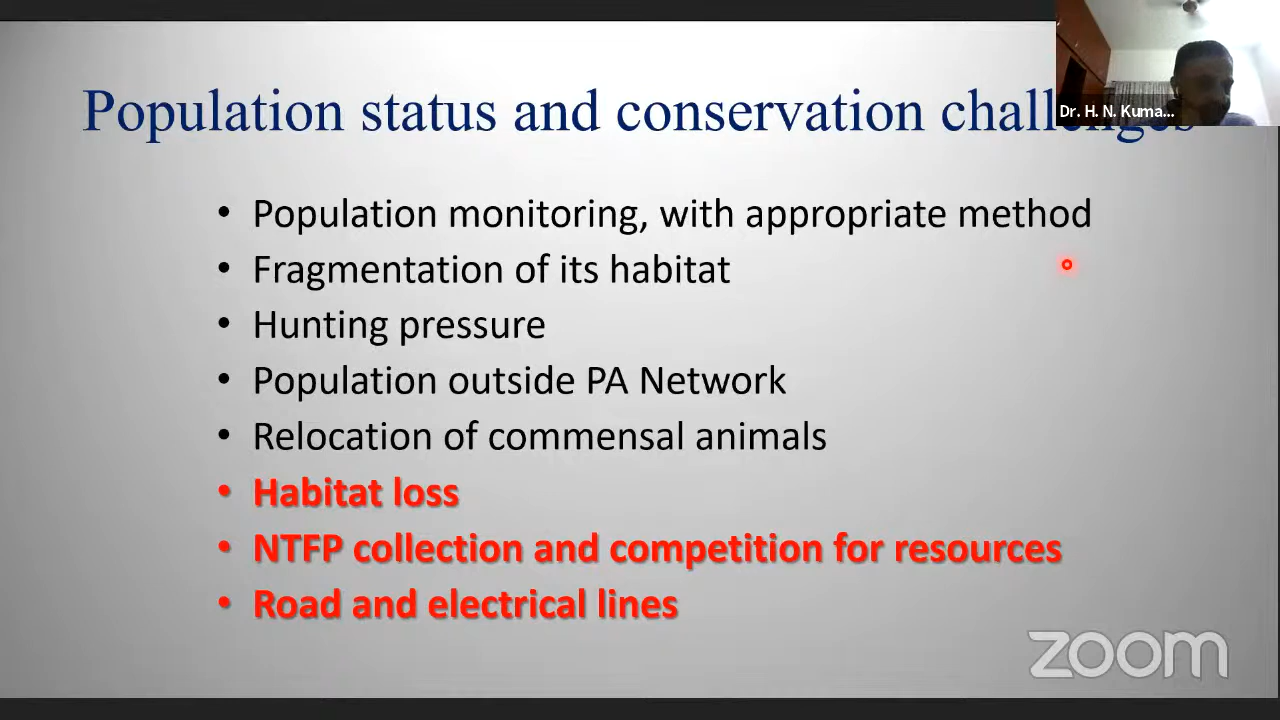 Population status and conservation challenges
Dr. H. N. Kuma...
• Population monitoring, with appropriate method
• Fragmentation of its habitat
• Hunting pressure
• Population outside PA Network
• Relocation of commensal animals
• Habitat loss
• NTFP collection and competition for resources
• Road and electrical lines
zoom